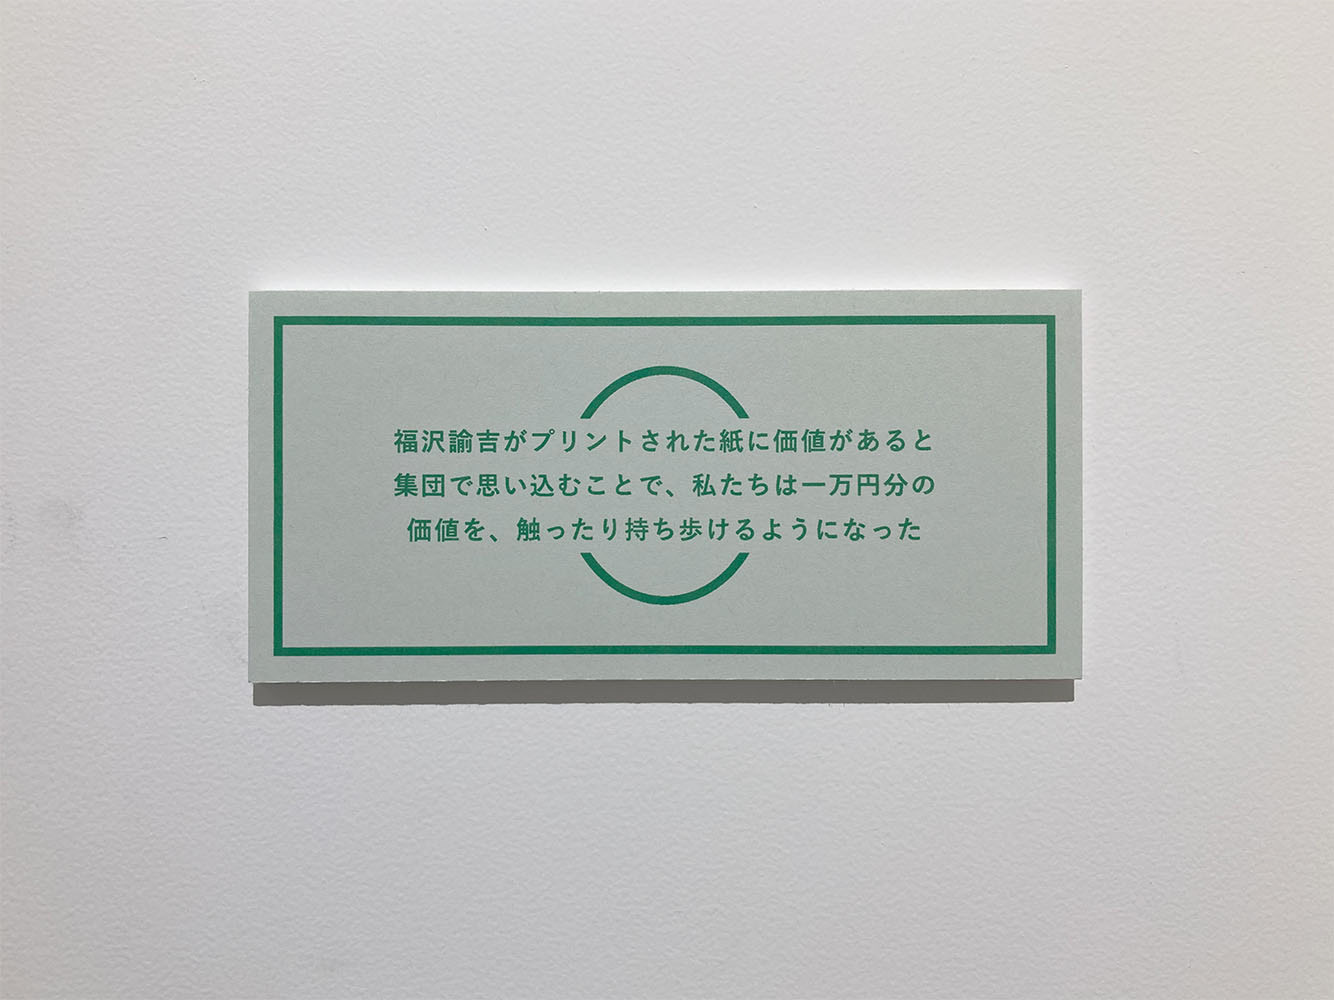 福沢諭吉がプリントされた紙に価値があると
集団で思い込むことで、私たちは一万円分の
価値を、触ったり持ち歩けるようになった